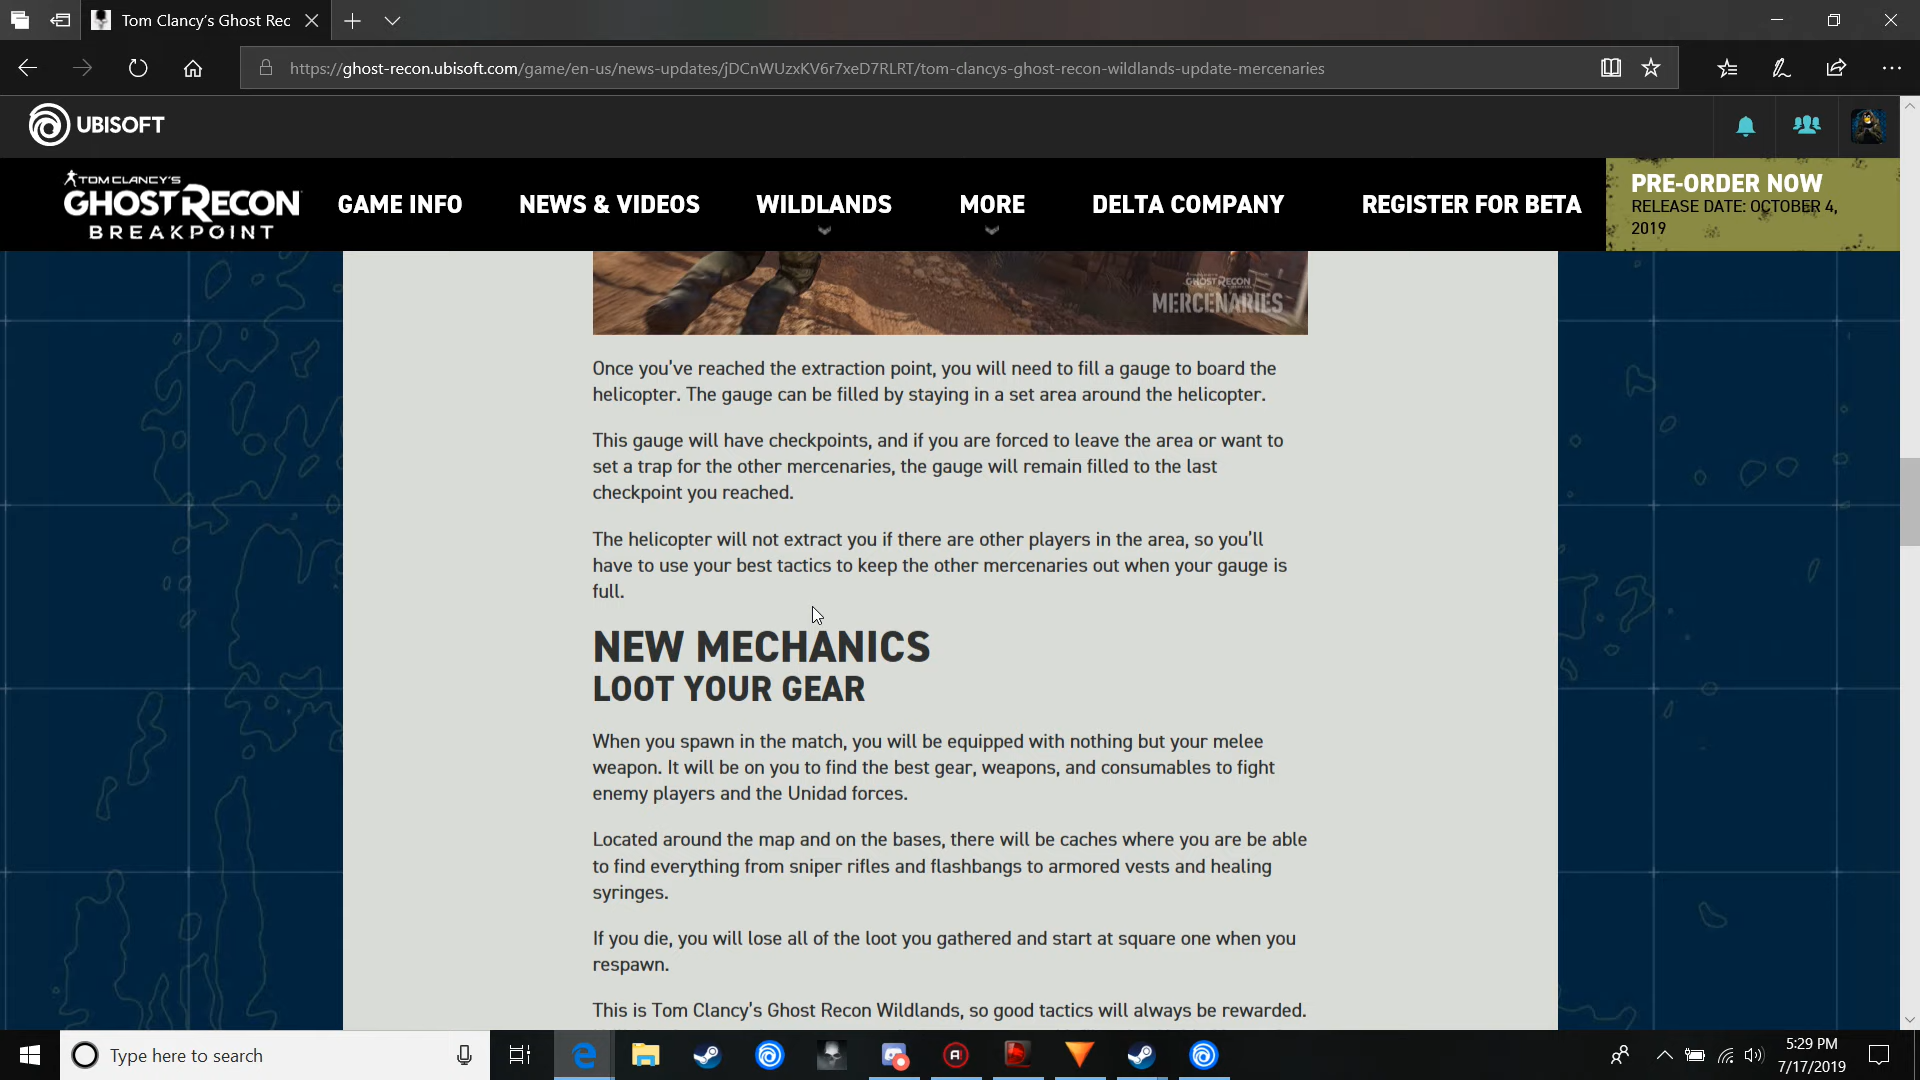 Tom Clancy's Ghost Rec
https://ghost-recon.ubisoft.com/game/en-us/news-updates/jDCnWUzxKV6r7xeD7RLRT/tom-clancys-ghost-recon-wildlands-update-mercenaries
UBISOFT
TOM CLANCY'S
GHOST RECON
BREAKPOINT
GAME INFO
NEWS & VIDEOS
WILDLANDS
MORE
DELTA COMPANY
REGISTER FOR BETA
PRE-ORDER NOW
RELEASE DATE: OCTOBER 4,
2019
GHOST RECON
MERCENARIES
Once you've reached the extraction point, you will need to fill a gauge to board the
helicopter. The gauge can be filled by staying in a set area around the helicopter.
This gauge will have checkpoints, and if you are forced to leave the area or want to
set a trap for the other mercenaries, the gauge will remain filled to the last
checkpoint you reached.
The helicopter will not extract you if there are other players in the area, so you'll
have to use your best tactics to keep the other mercenaries out when your gauge is
full.
NEW MECHANICS
LOOT YOUR GEAR
When you spawn in the match, you will be equipped with nothing but your melee
weapon. It will be on you to find the best gear, weapons, and consumables to fight
enemy players and the Unidad forces.
Located around the map and on the bases, there will be caches where you are be able
to find everything from sniper rifles and flashbangs to armored vests and healing
syringes.
If you die, you will lose all of the loot you gathered and start at square one when you
respawn.
This is Tom Clancy's Ghost Recon Wildlands, so good tactics will always be rewarded.
Type here to search
5:29 PM
7/17/2019